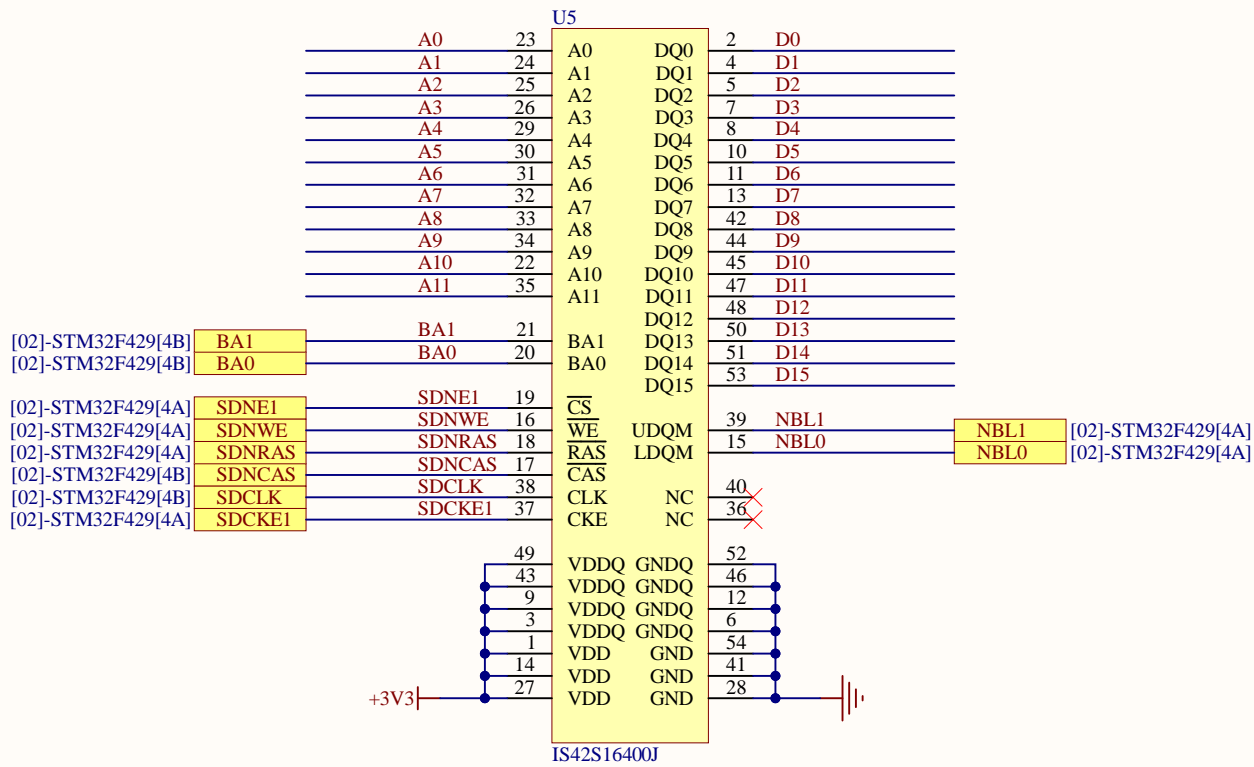 U5
A0 23 A0 DQ0 2 D0
A1 24 A1 DQ1 4 D1
A2 25 A2 DQ2 5 D2
A3 26 A3 DQ3 7 D3
A4 29 A4 DQ4 8 D4
A5 30 A5 DQ5 10 D5
A6 31 A6 DQ6 11 D6
A7 32 A7 DQ7 13 D7
A8 33 A8 DQ8 42 D8
A9 34 A9 DQ9 44 D9
A10 22 A10 DQ10 45 D10
A11 35 A11 DQ11 47 D11
DQ12 48 D12
[02]-STM32F429[4B] BA1 BA1 21 BA1 DQ13 50 D13
[02]-STM32F429[4B] BA0 BA0 20 BA0 DQ14 51 D14
DQ15 53 D15
[02]-STM32F429[4A] SDNE1 SDNE1 19 CS
[02]-STM32F429[4A] SDNWE SDNWE 16 WE UDQM 39 NBL1 NBL1 [02]-STM32F429[4A]
[02]-STM32F429[4A] SDNRAS SDNRAS 18 RAS LDQM 15 NBL0 NBL0 [02]-STM32F429[4A]
[02]-STM32F429[4B] SDNCAS SDNCAS 17 CAS
[02]-STM32F429[4B] SDCLK SDCLK 38 CLK NC 40
[02]-STM32F429[4A] SDCKE1 SDCKE1 37 CKE NC 36
49 VDDQ GNDQ 52
43 VDDQ GNDQ 46
9 VDDQ GNDQ 12
3 VDDQ GNDQ 6
1 VDD GND 54
14 VDD GND 41
+3V3 27 VDD GND 28
IS42S16400J